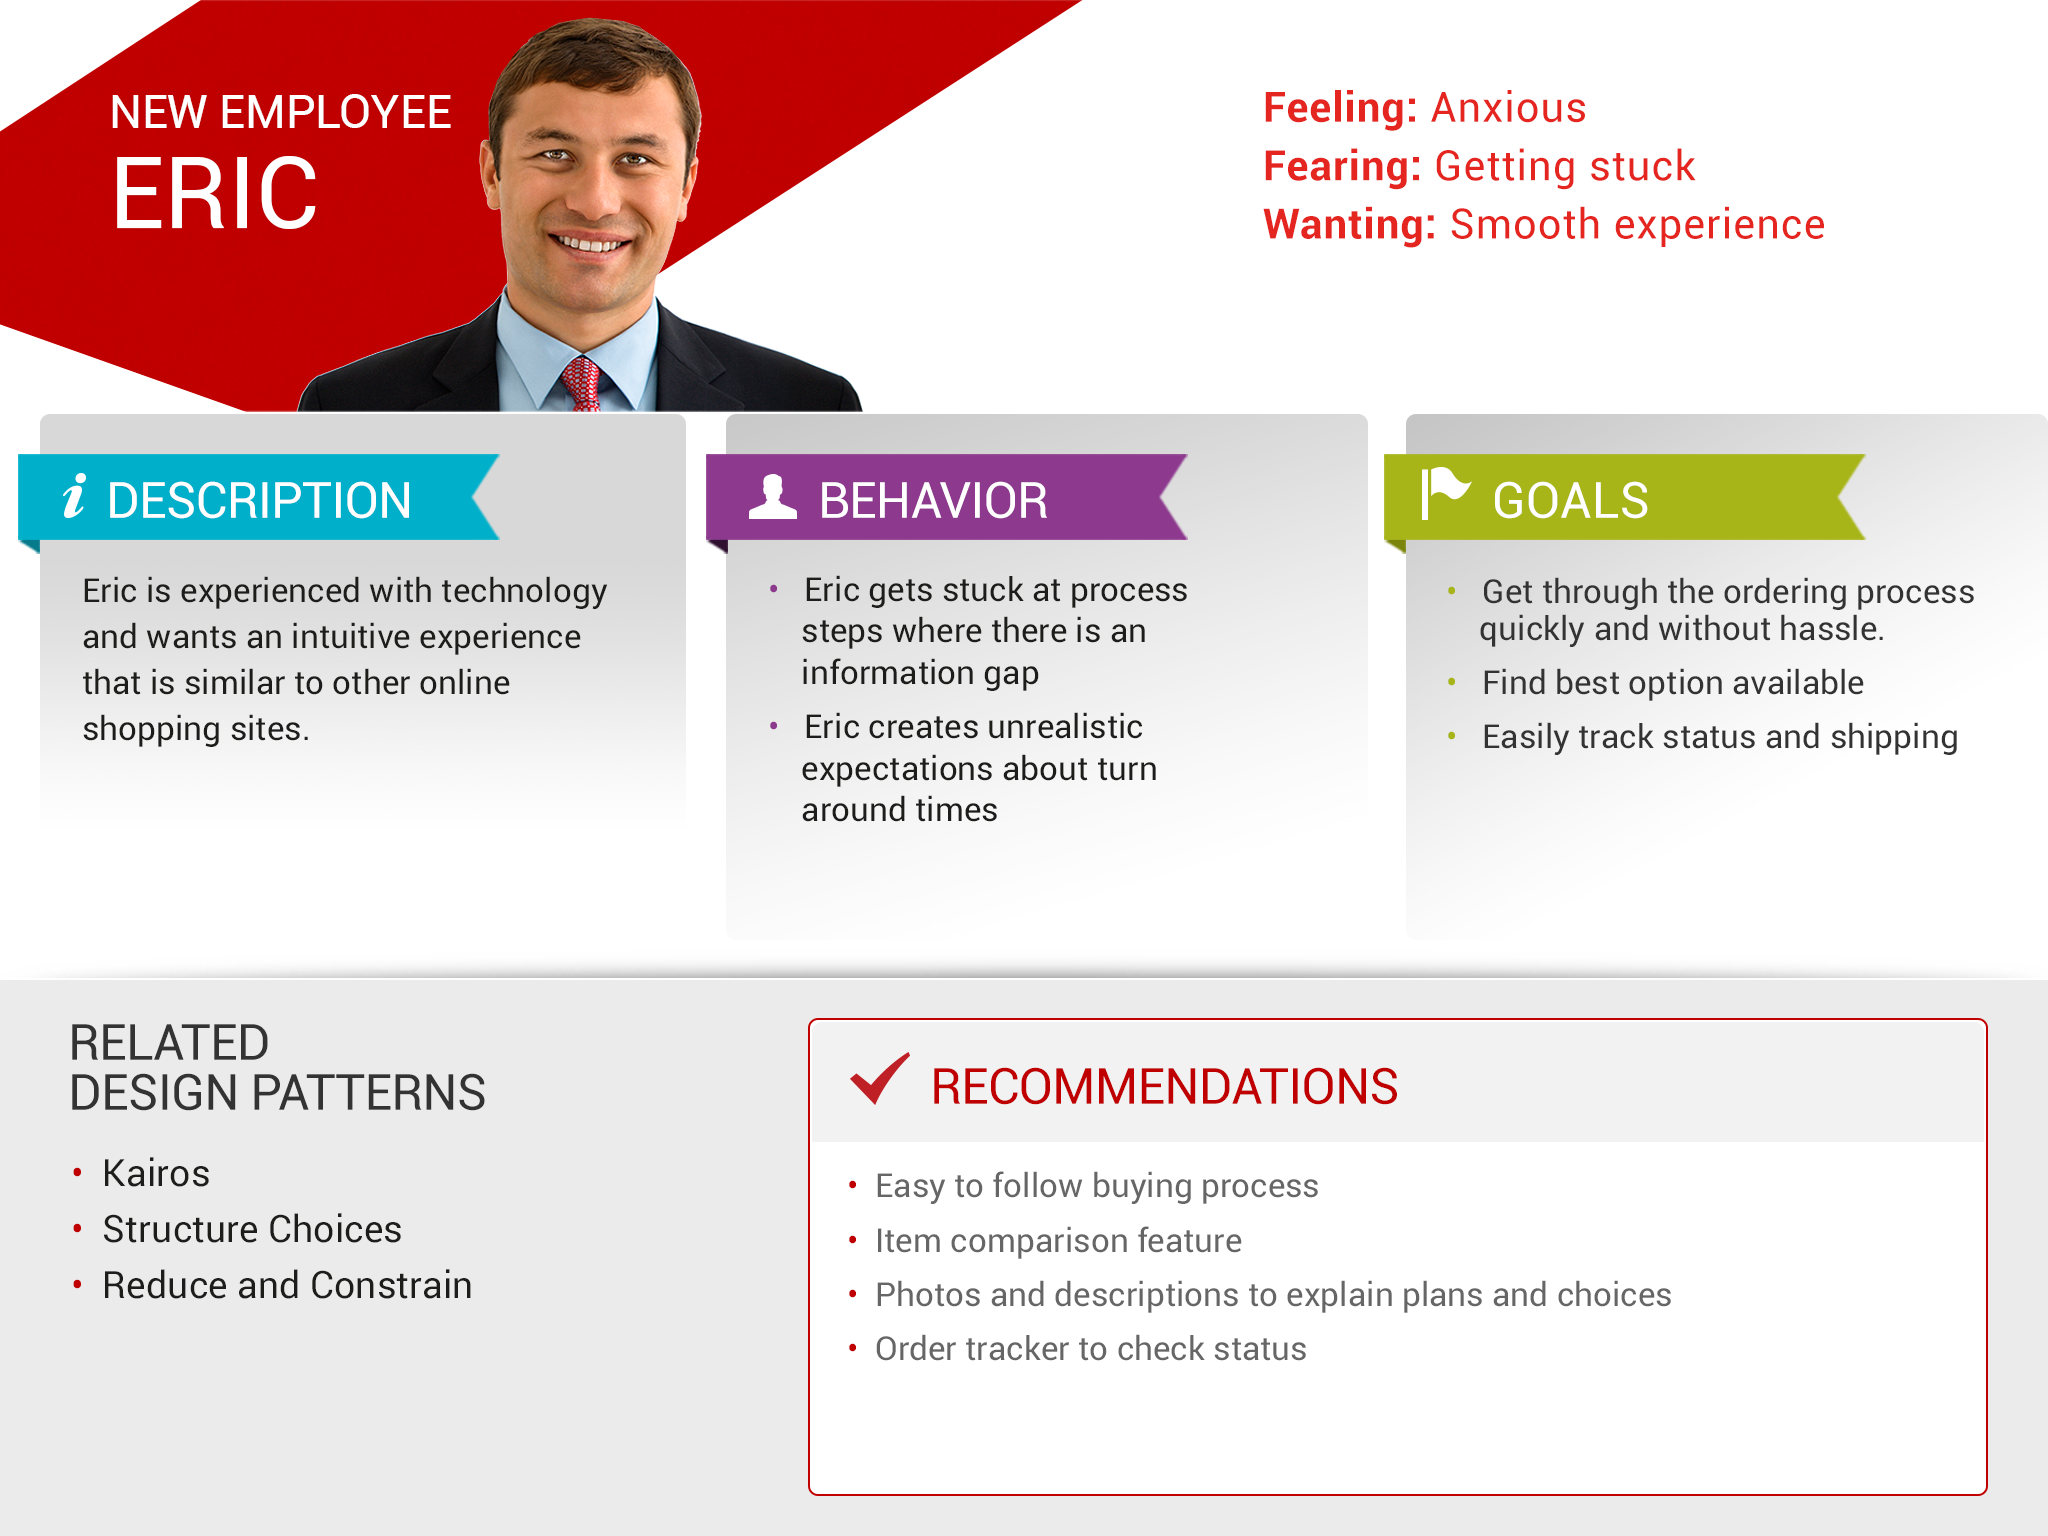 NEW EMPLOYEE
ERIC
Feeling: Anxious
Fearing: Getting stuck
Wanting: Smooth experience
DESCRIPTION
Eric is experienced with technology
and wants an intuitive experience
that is similar to other online
shopping sites.
BEHAVIOR
• Eric gets stuck at process
steps where there is an
information gap
• Eric creates unrealistic
expectations about turn
around times
GOALS
• Get through the ordering process
quickly and without hassle.
• Find best option available
• Easily track status and shipping
RELATED
DESIGN PATTERNS
• Kairos
• Structure Choices
• Reduce and Constrain
RECOMMENDATIONS
• Easy to follow buying process
• Item comparison feature
• Photos and descriptions to explain plans and choices
• Order tracker to check status